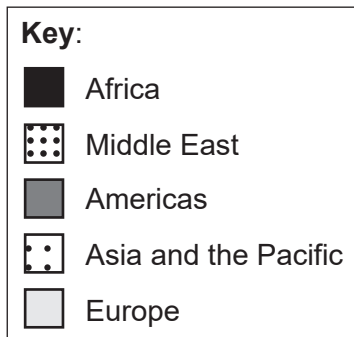 Key:
Africa
Middle East
Americas
Asia and the Pacific
Europe